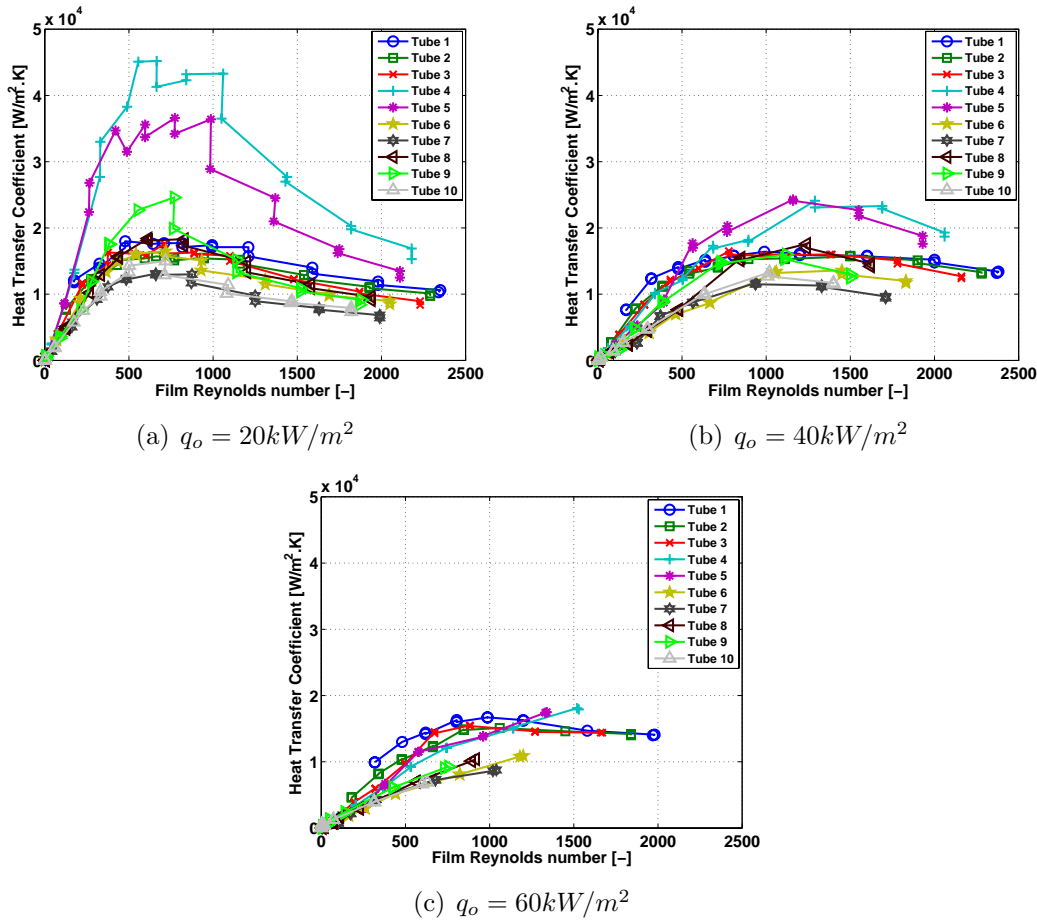 5 x 10^4
4
3
2
1
0
Heat Transfer Coefficient [W/m^2.K]
0 500 1000 1500 2000 2500
Film Reynolds number [−]
Tube 1
Tube 2
Tube 3
Tube 4
Tube 5
Tube 6
Tube 7
Tube 8
Tube 9
Tube 10
(a) q_o = 20kW/m^2
5 x 10^4
4
3
2
1
0
Heat Transfer Coefficient [W/m^2.K]
0 500 1000 1500 2000 2500
Film Reynolds number [−]
Tube 1
Tube 2
Tube 3
Tube 4
Tube 5
Tube 6
Tube 7
Tube 8
Tube 9
Tube 10
(b) q_o = 40kW/m^2
5 x 10^4
4
3
2
1
0
Heat Transfer Coefficient [W/m^2.K]
0 500 1000 1500 2000 2500
Film Reynolds number [−]
Tube 1
Tube 2
Tube 3
Tube 4
Tube 5
Tube 6
Tube 7
Tube 8
Tube 9
Tube 10
(c) q_o = 60kW/m^2